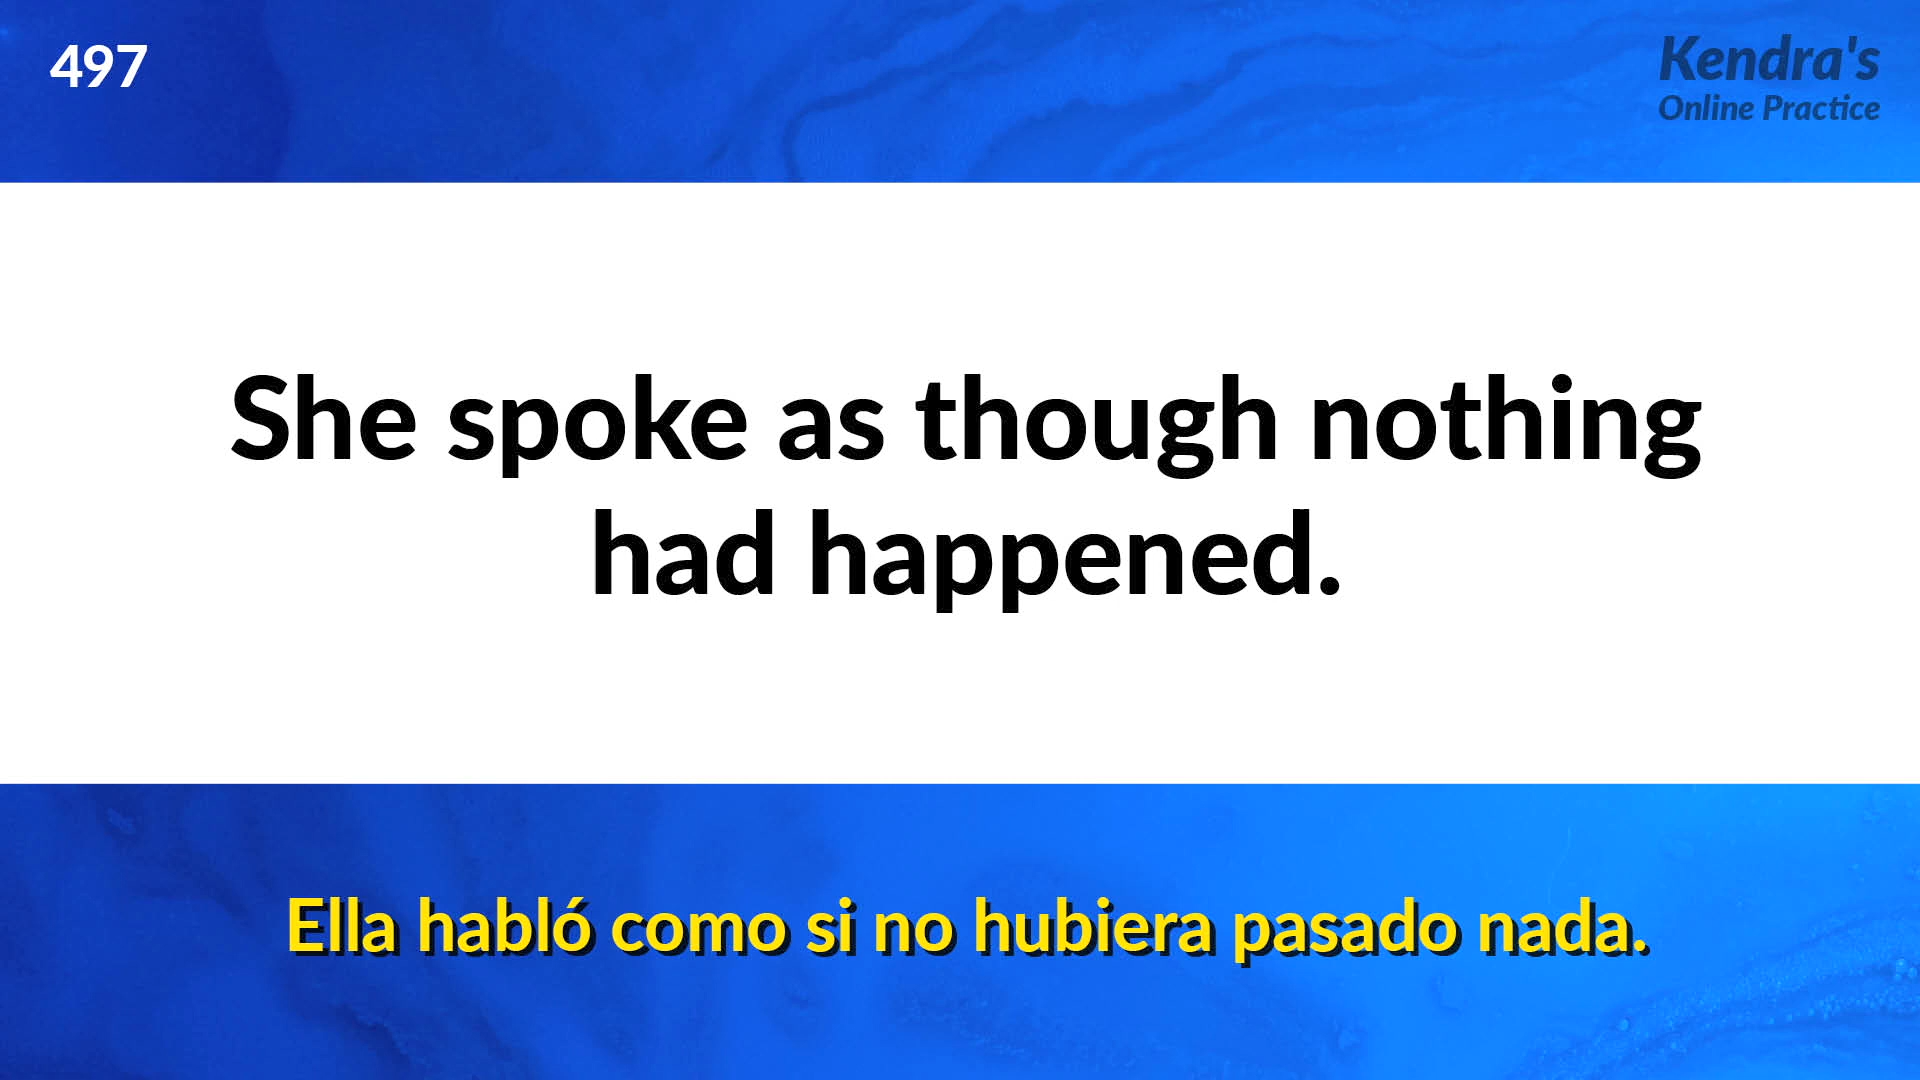 497
Kendra's
Online Practice
She spoke as though nothing
had happened.
Ella habló como si no hubiera pasado nada.